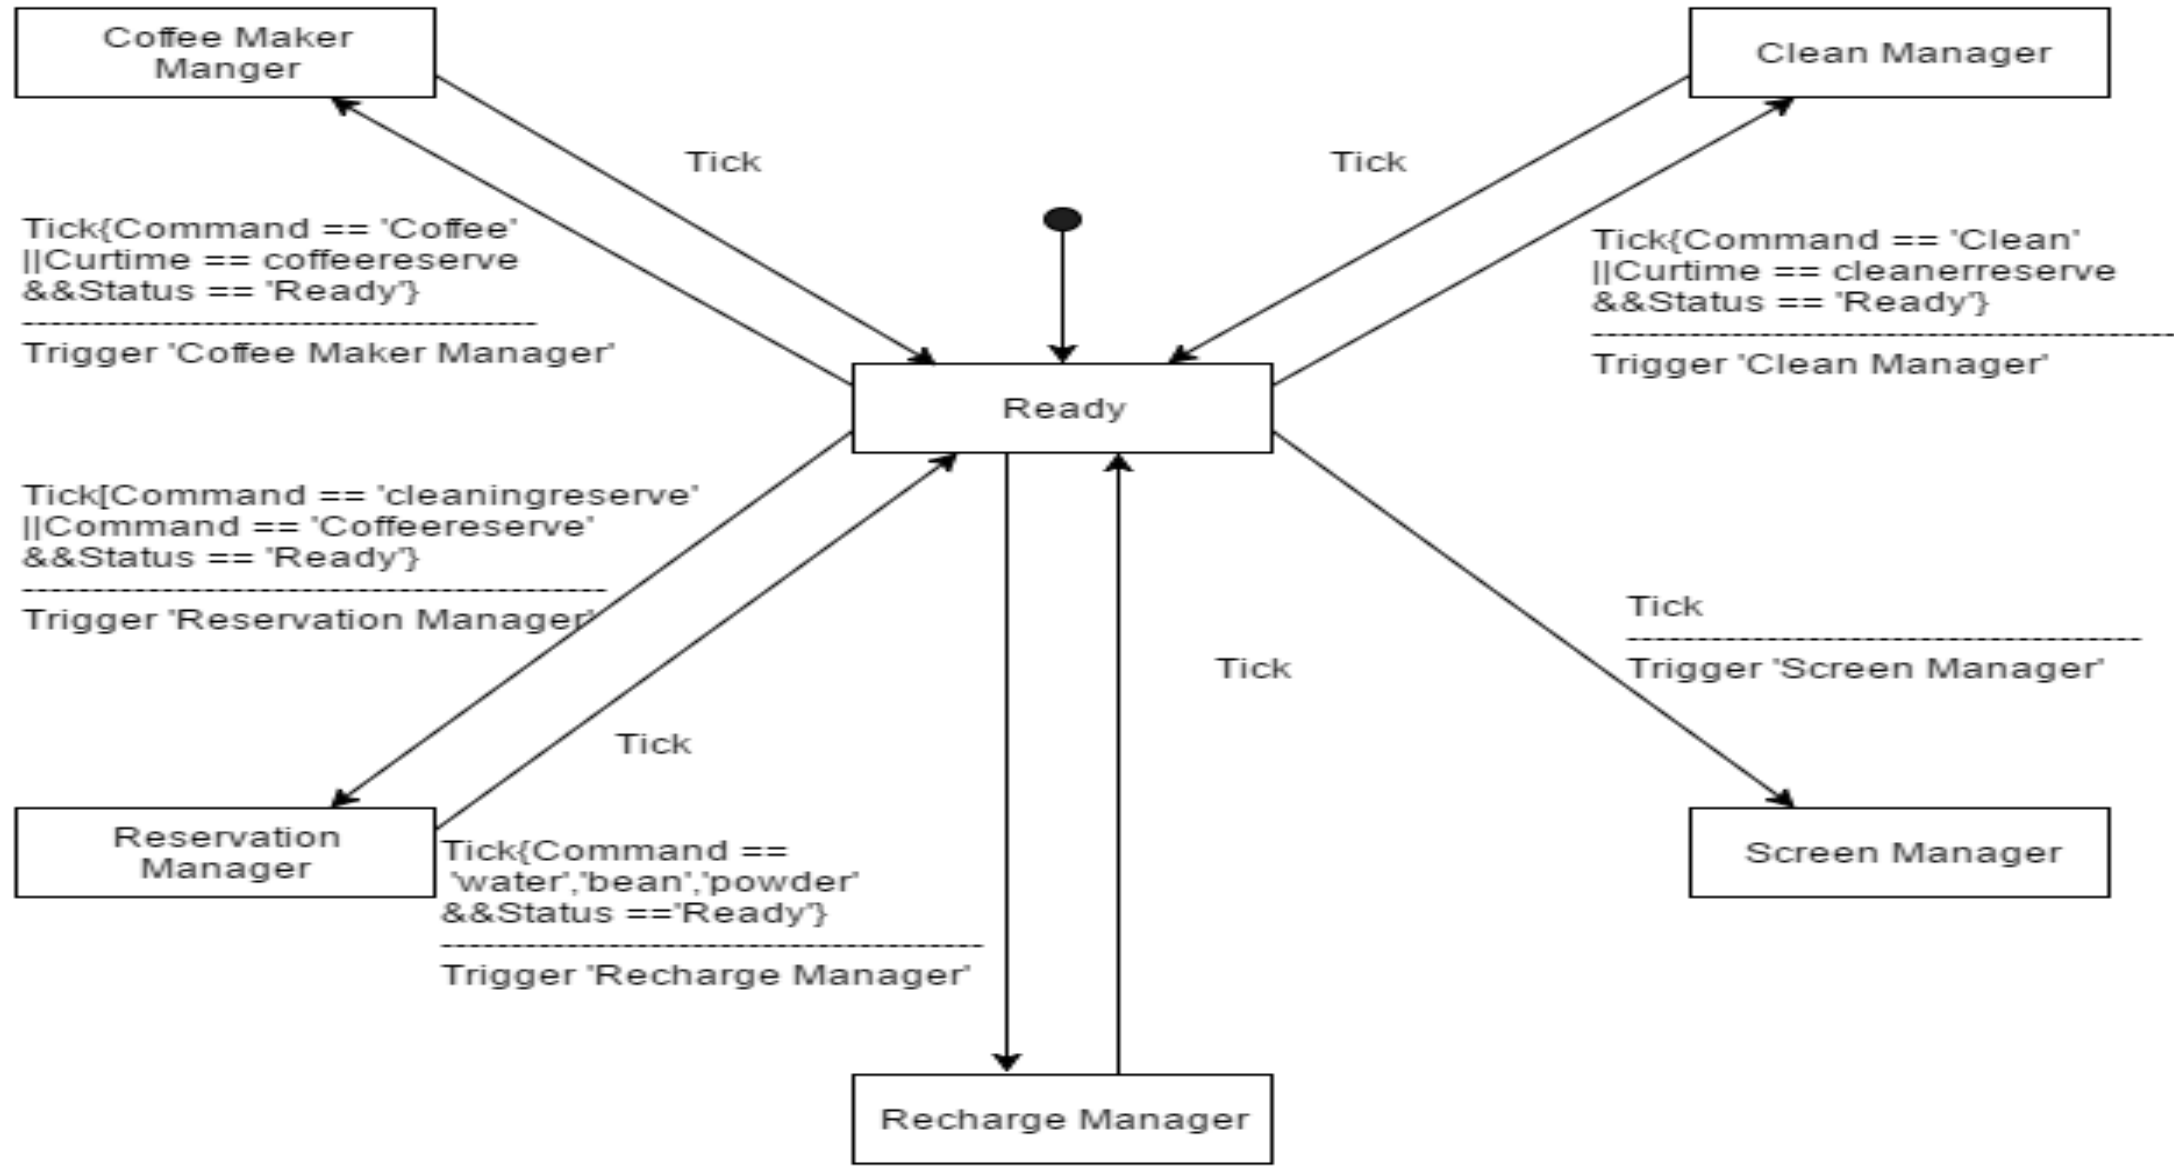 Coffee Maker
Manger
Clean Manager
Tick
Tick
Tick{Command == 'Coffee'
||Curtime == coffeereserve
&&Status == 'Ready'}
------------------------------------
Trigger 'Coffee Maker Manager'
Tick{Command == 'Clean'
||Curtime == cleanerreserve
&&Status == 'Ready'}
-----------------------------------------
Trigger 'Clean Manager'
Ready
Tick[Command == 'cleaningreserve'
||Command == 'Coffeereserve'
&&Status == 'Ready'}
-----------------------------------------
Trigger 'Reservation Manager'
Tick
------------------------------------
Trigger 'Screen Manager'
Tick
Tick
Reservation
Manager
Tick{Command ==
'water','bean','powder'
&&Status =='Ready'}
--------------------------------------
Trigger 'Recharge Manager'
Screen Manager
Recharge Manager